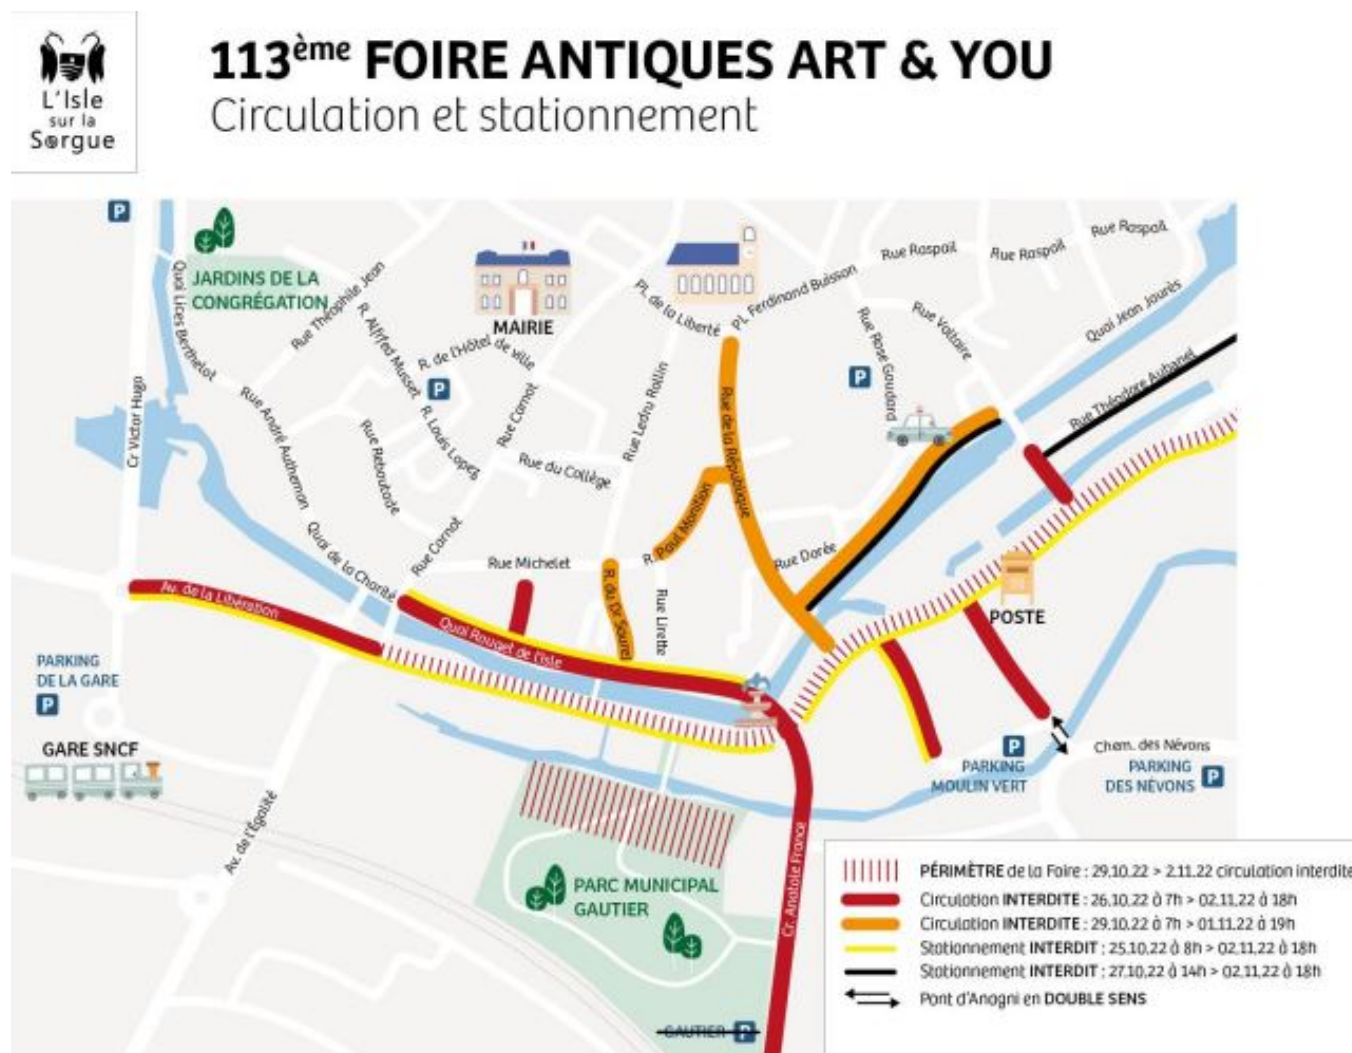 L'Isle
sur la
Sorgue
113ème FOIRE ANTIQUES ART & YOU
Circulation et stationnement
P
JARDINS DE LA
CONGRÉGATION
Quai Lices Berthelot
Cr Victor Hugo
Rue Théophile Jean
R. Alfrfed Musset
MAIRIE
R. de l'Hôtel de ville
P
Pl. de la Liberté
Pl. Ferdinand Buisson
Rue Raspail
Rue Raspail
Rue Raspail
Rue Voltaire
Rue Rose Goudard
Quai Jean Jaurès
Rue Théodore Aubanel
P
Rue André Autheman
Rue Reboutade
R. Louis Lopez
Rue Carnot
Rue du Collège
Rue Ledru Rollin
Rue de la République
R. Paul Manition
Rue Dorée
Quai de la Charité
Rue Carnot
Rue Michelet
R. du Dr Sourel
Rue Lirette
Av. de la Libération
Quai Rouget de l'Isle
POSTE
PARKING
DE LA GARE
P
GARE SNCF
Av. de l'Égalité
P
PARKING
MOULIN VERT
Chem. des Névons
PARKING
DES NÉVONS
P
PARC MUNICIPAL
GAUTIER
Cr. Anatole France
GAUTIER P
PÉRIMÈTRE de la Foire : 29.10.22 > 2.11.22 circulation interdite
Circulation INTERDITE : 26.10.22 à 7h > 02.11.22 à 18h
Circulation INTERDITE : 29.10.22 à 7h > 01.11.22 à 19h
Stationnement INTERDIT : 25.10.22 à 8h > 02.11.22 à 18h
Stationnement INTERDIT : 27.10.22 à 14h > 02.11.22 à 18h
Pont d'Anagni en DOUBLE SENS